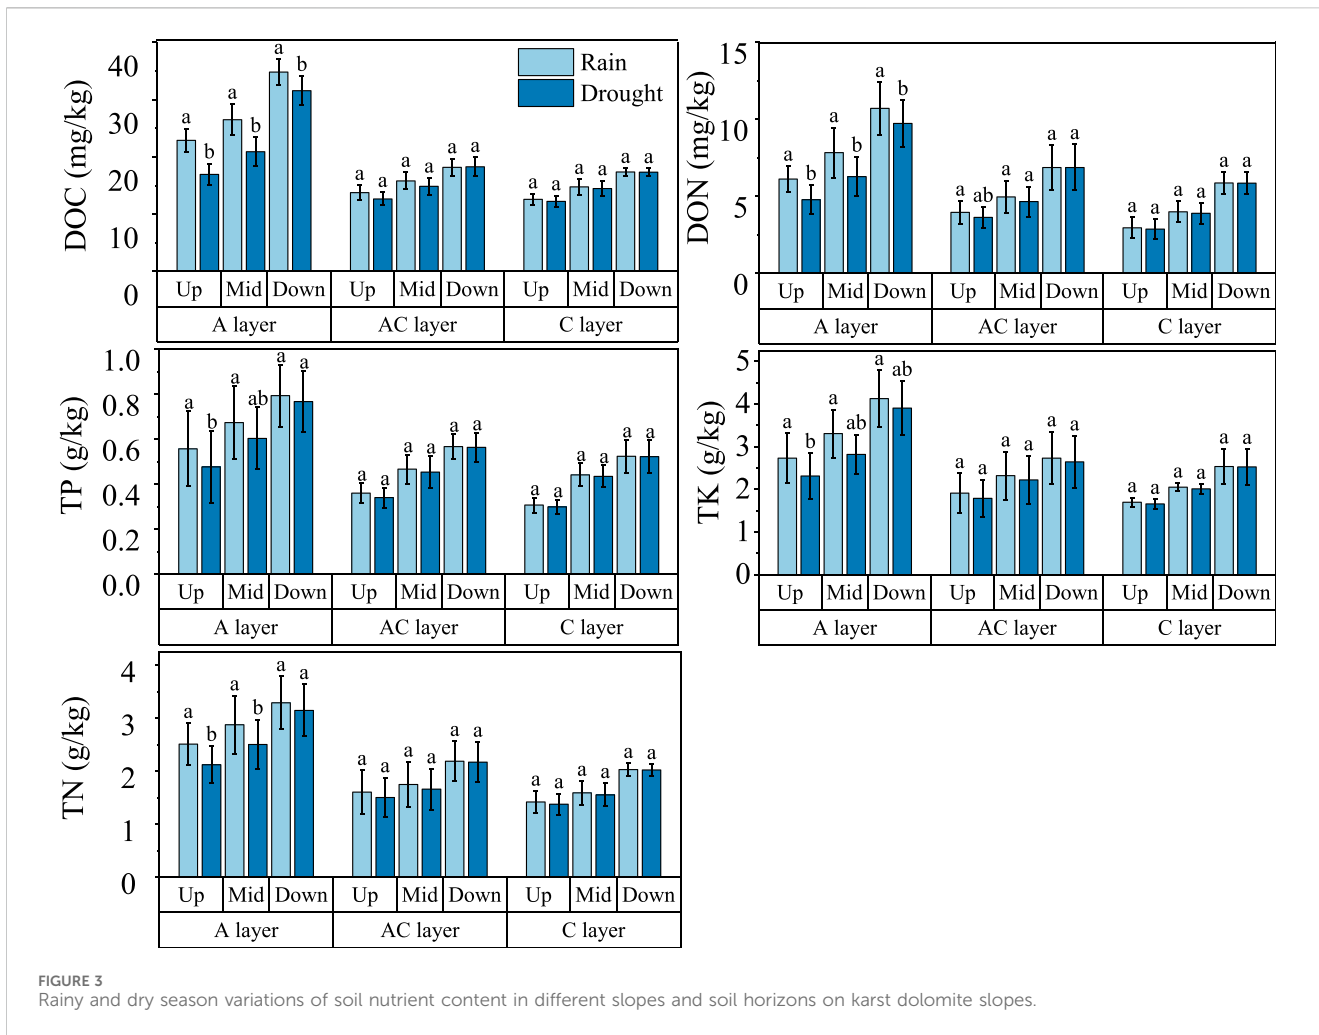 DOC (mg/kg)
40
30
20
10
0
Rain
Drought
a b a b a b a a a a a a a a a a a a
Up Mid Down Up Mid Down Up Mid Down
A layer AC layer C layer
DON (mg/kg)
15
10
5
0
a b a b a b a ab a a a a a a a a a a
Up Mid Down Up Mid Down Up Mid Down
A layer AC layer C layer
TP (g/kg)
1.0
0.8
0.6
0.4
0.2
0.0
a b a ab a a a a a a a a a a a a a a
Up Mid Down Up Mid Down Up Mid Down
A layer AC layer C layer
TK (g/kg)
5
4
3
2
1
0
a b a ab a ab a a a a a a a a a a a a
Up Mid Down Up Mid Down Up Mid Down
A layer AC layer C layer
TN (g/kg)
4
3
2
1
0
a b a b a a a a a a a a a a a a a a
Up Mid Down Up Mid Down Up Mid Down
A layer AC layer C layer
FIGURE 3
Rainy and dry season variations of soil nutrient content in different slopes and soil horizons on karst dolomite slopes.